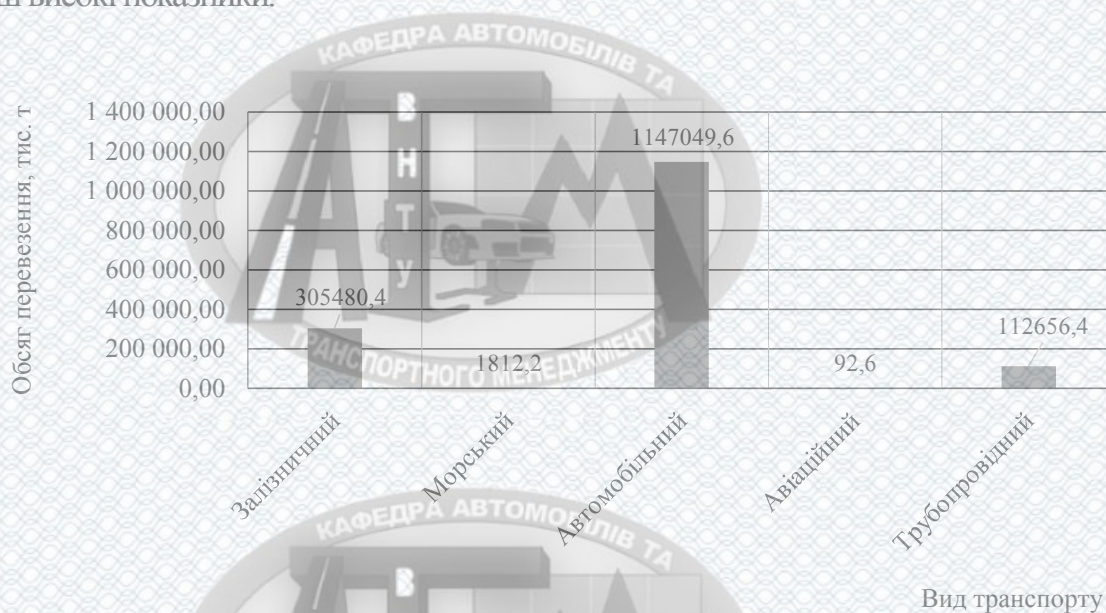 високі показники.
КАФЕДРА АВТОМОБІЛІВ ТА
ТРАНСПОРТНОГО МЕНЕДЖМЕНТУ
ВНТУ
Обсяг перевезення, тис. т
1 400 000,00
1 200 000,00
1 000 000,00
800 000,00
600 000,00
400 000,00
200 000,00
0,00
305480,4
1812,2
1147049,6
92,6
112656,4
Залізничний
Морський
Автомобільний
Авіаційний
Трубопровідний
Вид транспорту
КАФЕДРА АВТОМОБІЛІВ ТА
В